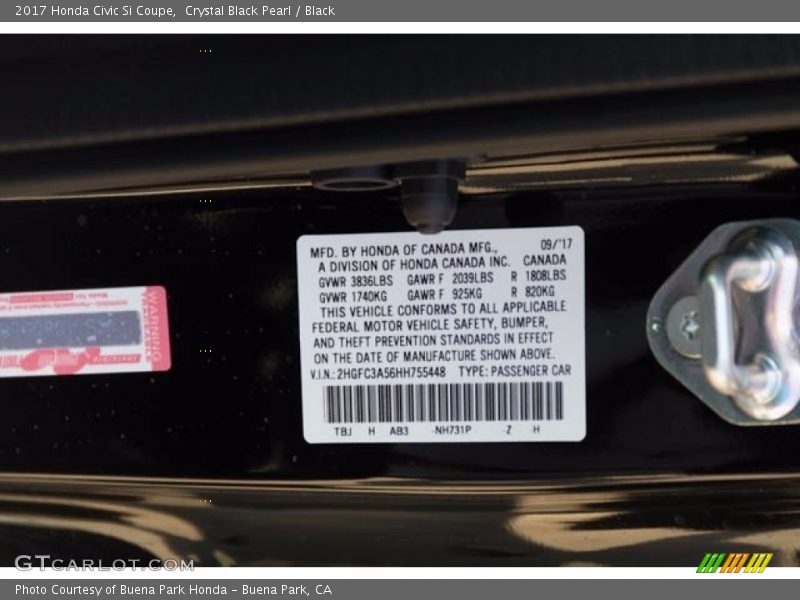 2017 Honda Civic Si Coupe, Crystal Black Pearl / Black
MFD. BY HONDA OF CANADA MFG., 09/'17
A DIVISION OF HONDA CANADA INC. CANADA
GVWR 3836LBS GAWR F 2039LBS R 1808LBS
GVWR 1740KG GAWR F 925KG R 820KG
THIS VEHICLE CONFORMS TO ALL APPLICABLE
FEDERAL MOTOR VEHICLE SAFETY, BUMPER,
AND THEFT PREVENTION STANDARDS IN EFFECT
ON THE DATE OF MANUFACTURE SHOWN ABOVE.
V.I.N.: 2HGFC3A56HH755448 TYPE: PASSENGER CAR
TBJ H AB3 -NH731P -Z -H
WARNING
GTcarlot.com
Photo Courtesy of Buena Park Honda – Buena Park, CA